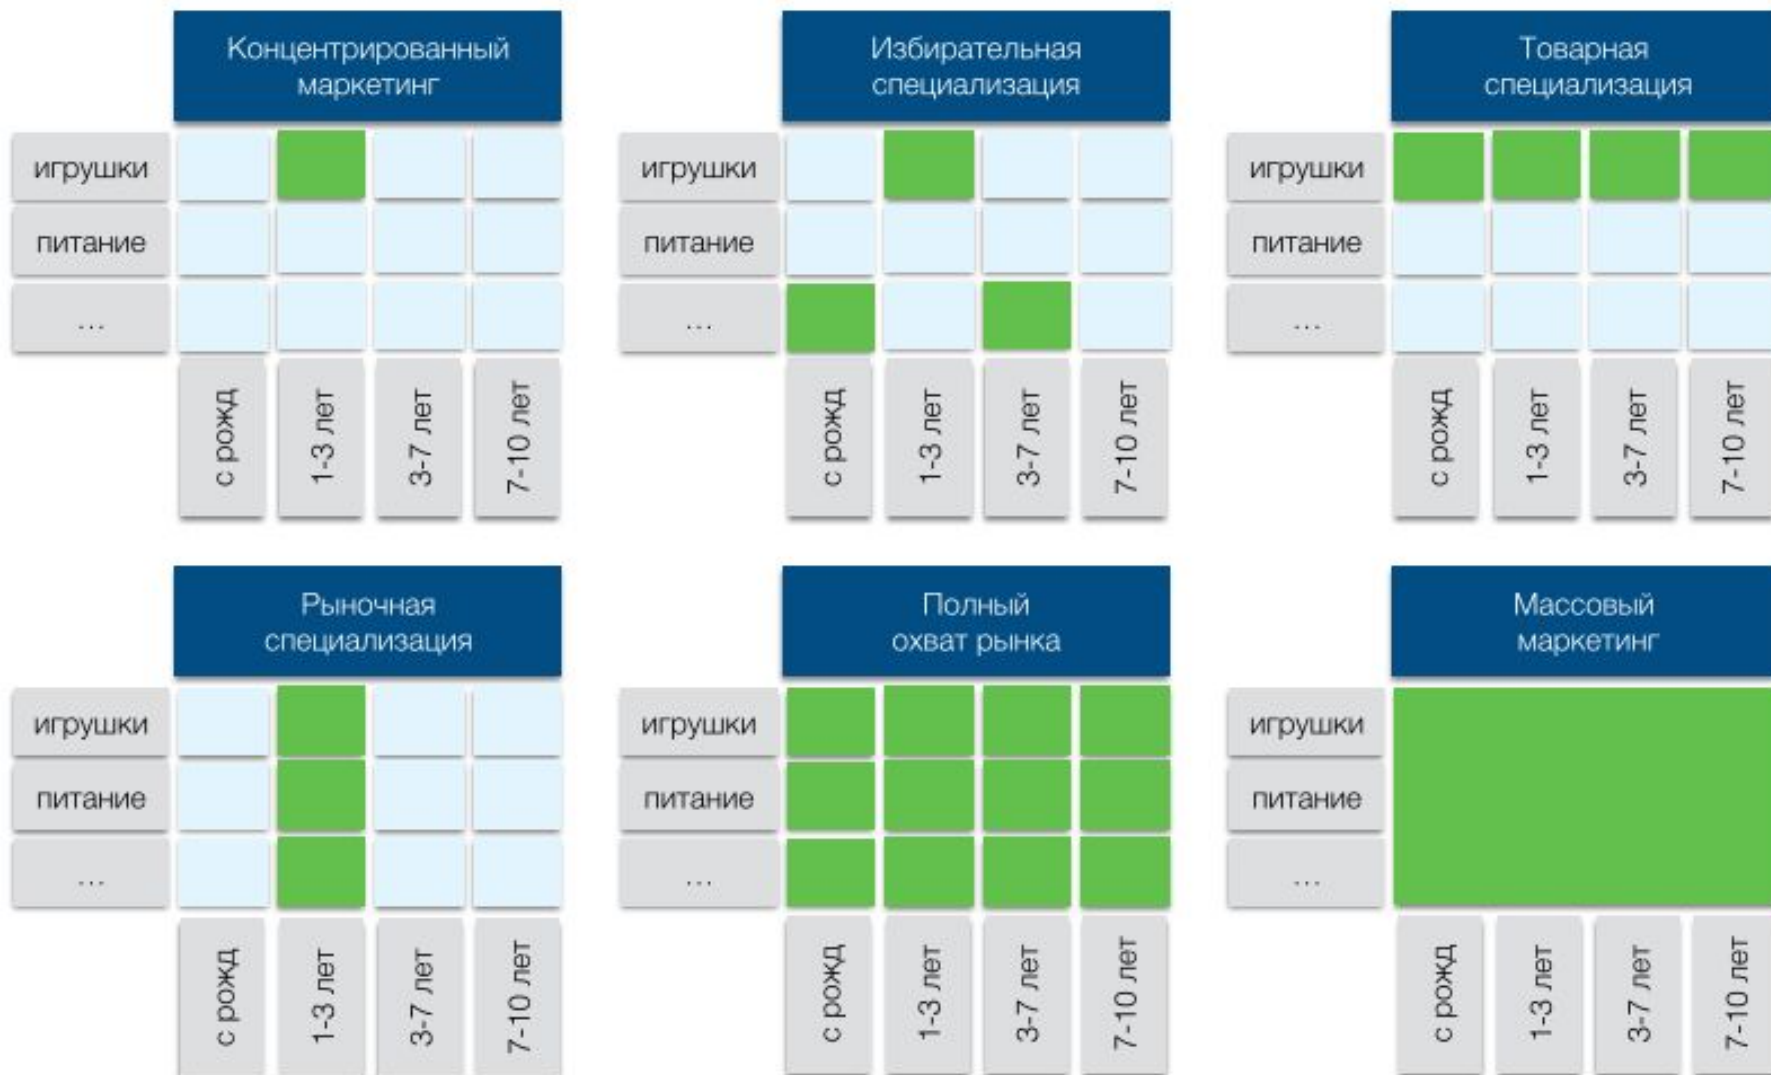 Концентрированный
маркетинг
игрушки
питание
...
с рожд
1-3 лет
3-7 лет
7-10 лет
Избирательная
специализация
игрушки
питание
...
с рожд
1-3 лет
3-7 лет
7-10 лет
Товарная
специализация
игрушки
питание
...
с рожд
1-3 лет
3-7 лет
7-10 лет
Рыночная
специализация
игрушки
питание
...
с рожд
1-3 лет
3-7 лет
7-10 лет
Полный
охват рынка
игрушки
питание
...
с рожд
1-3 лет
3-7 лет
7-10 лет
Массовый
маркетинг
игрушки
питание
...
с рожд
1-3 лет
3-7 лет
7-10 лет